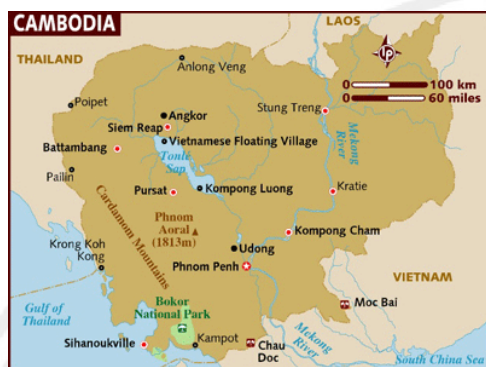 CAMBODIA
LAOS
THAILAND
Anlong Veng
LP
0 100 km
0 60 miles
Poipet
Angkor
Stung Treng
Siem Reap
Vietnamese Floating Village
Mekong
River
Battambang
Tonle
Sap
Pailin
Pursat
Kompong Luong
Kratie
Cardamom Mountains
Phnom
Aoral
(1813m)
Kompong Cham
Krong Koh
Kong
Udong
Phnom Penh
VIETNAM
Gulf of
Thailand
Bokor
National Park
Moc Bai
Sihanoukville
Kampot
Chau
Doc
Mekong
River
South China Sea